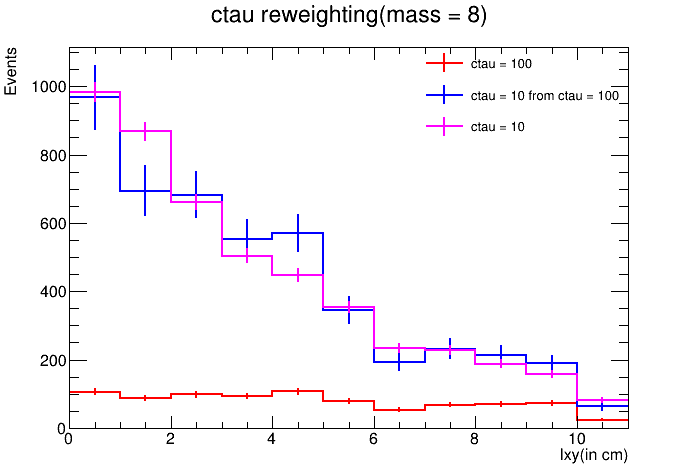 ctau reweighting(mass = 8)
Events
ctau = 100
ctau = 10 from ctau = 100
ctau = 10
1000
800
600
400
200
0
0 2 4 6 8 10
lxy(in cm)